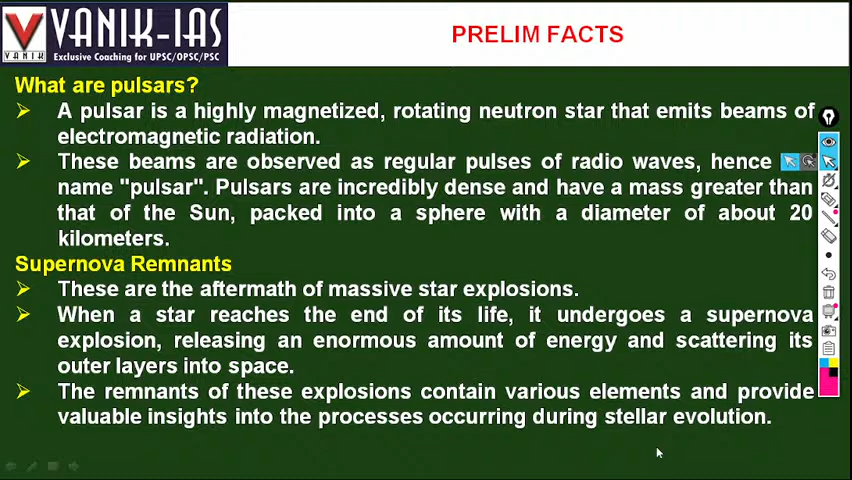 VANIK-IAS
VANIK
Exclusive Coaching for UPSC/OPSC/PSC
PRELIM FACTS
What are pulsars?
A pulsar is a highly magnetized, rotating neutron star that emits beams of
electromagnetic radiation.
These beams are observed as regular pulses of radio waves, hence
name "pulsar". Pulsars are incredibly dense and have a mass greater than
that of the Sun, packed into a sphere with a diameter of about 20
kilometers.
Supernova Remnants
These are the aftermath of massive star explosions.
When a star reaches the end of its life, it undergoes a supernova
explosion, releasing an enormous amount of energy and scattering its
outer layers into space.
The remnants of these explosions contain various elements and provide
valuable insights into the processes occurring during stellar evolution.